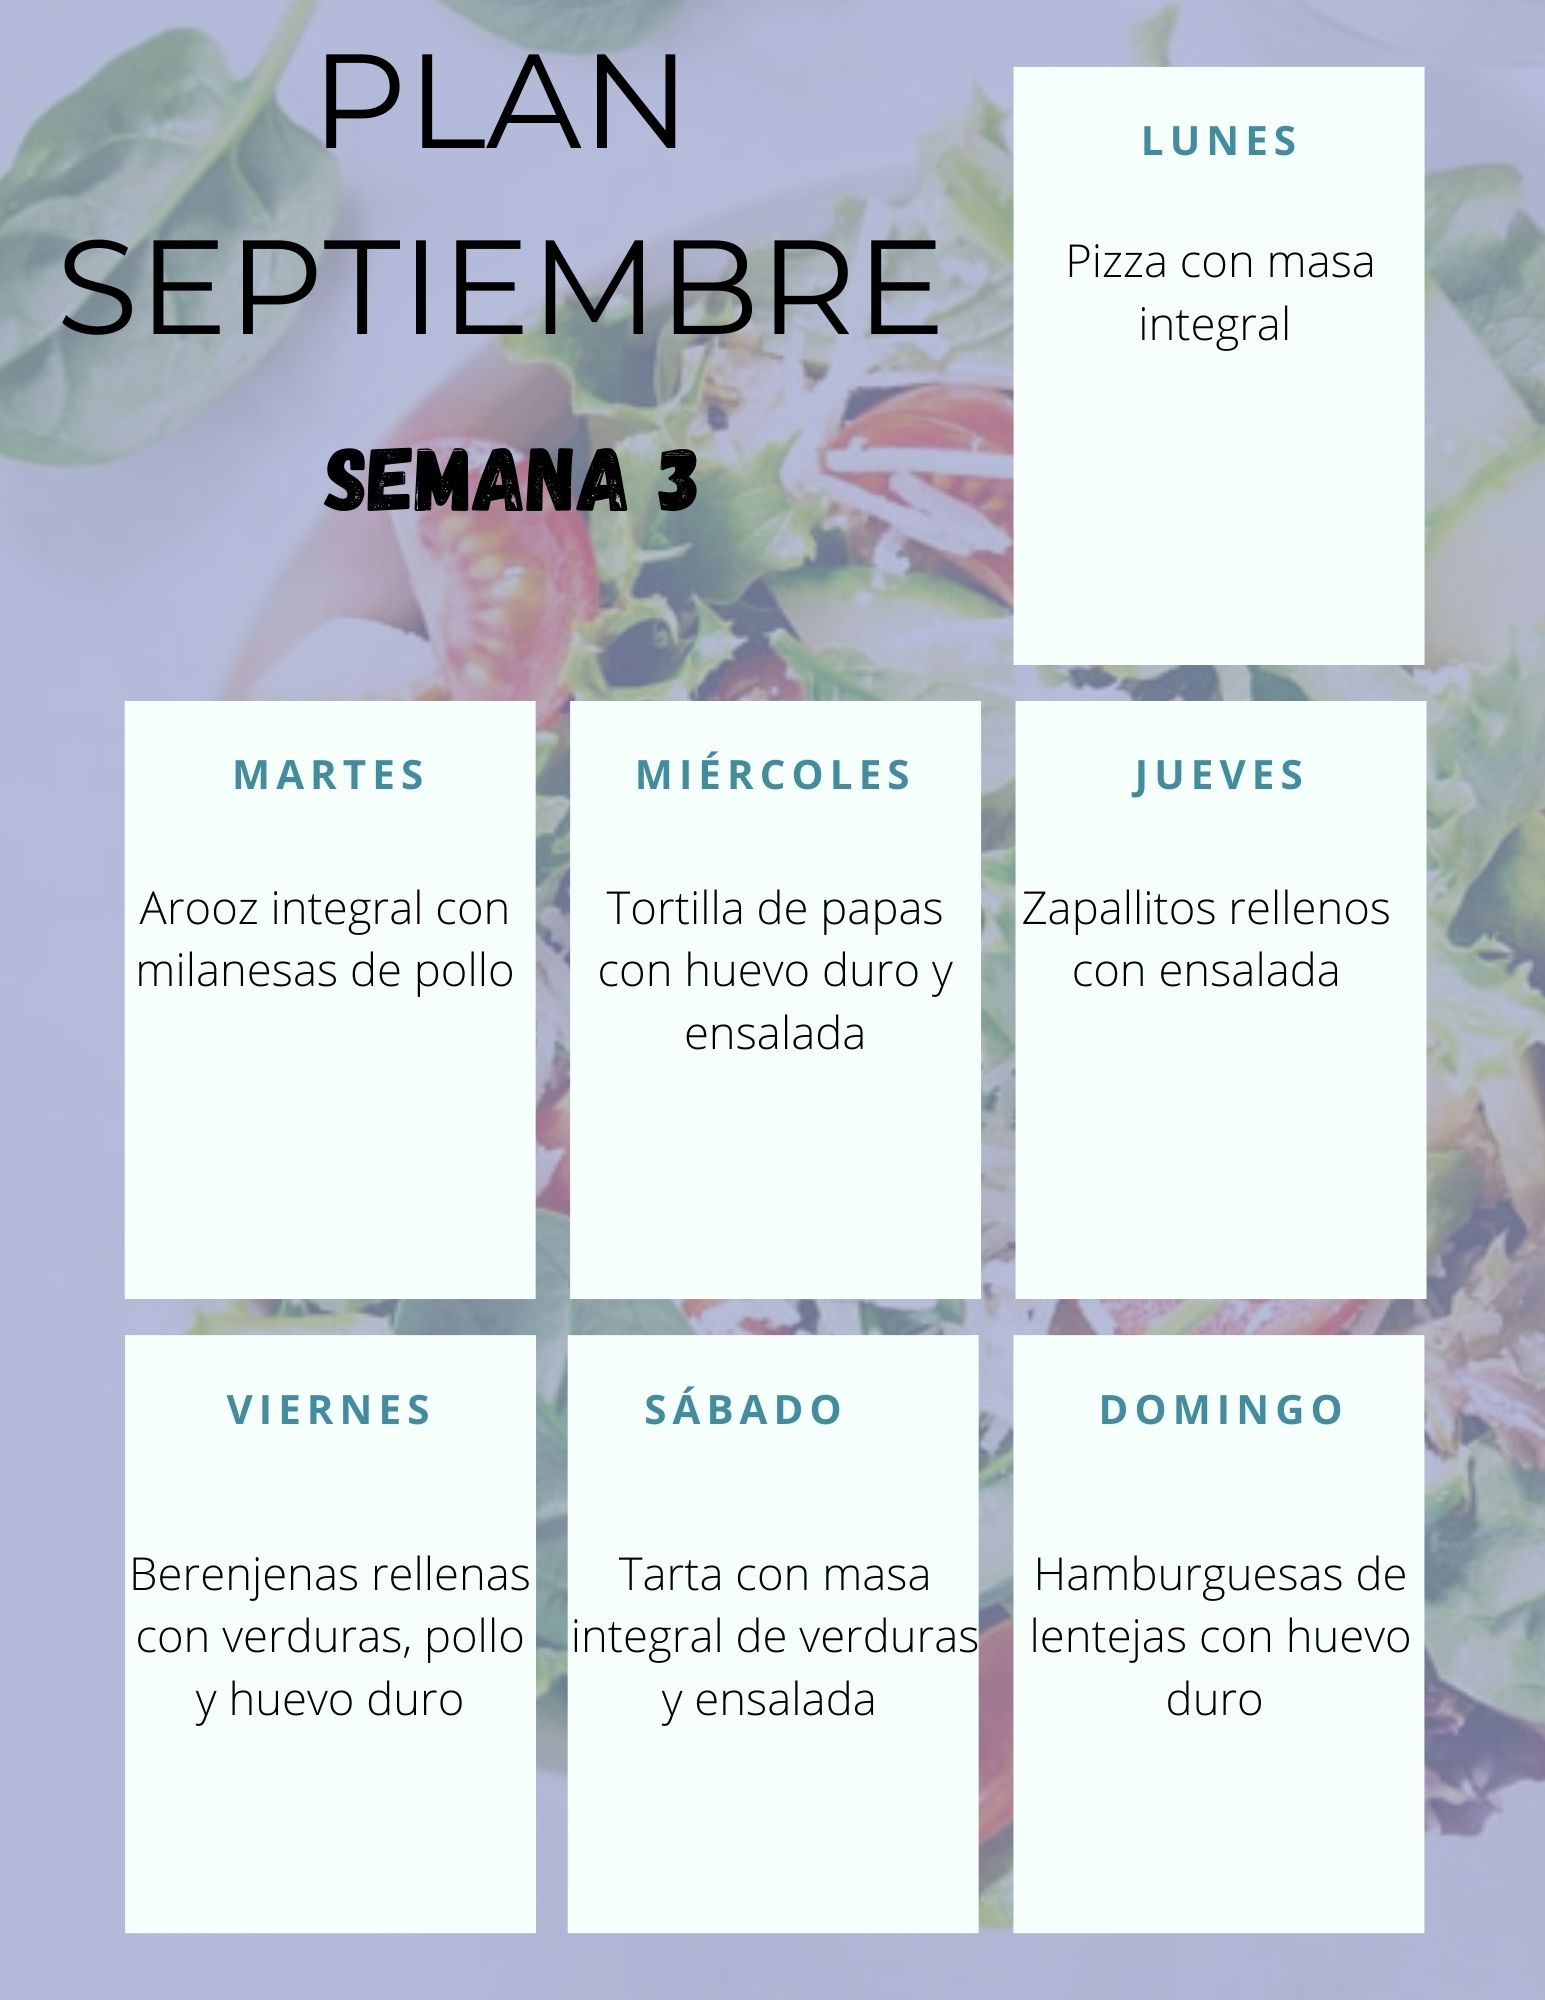 PLAN
SEPTIEMBRE
SEMANA 3
LUNES
Pizza con masa
integral
MARTES
Arooz integral con
milanesas de pollo
MIÉRCOLES
Tortilla de papas
con huevo duro y
ensalada
JUEVES
Zapallitos rellenos
con ensalada
VIERNES
Berenjenas rellenas
con verduras, pollo
y huevo duro
SÁBADO
Tarta con masa
integral de verduras
y ensalada
DOMINGO
Hamburguesas de
lentejas con huevo
duro